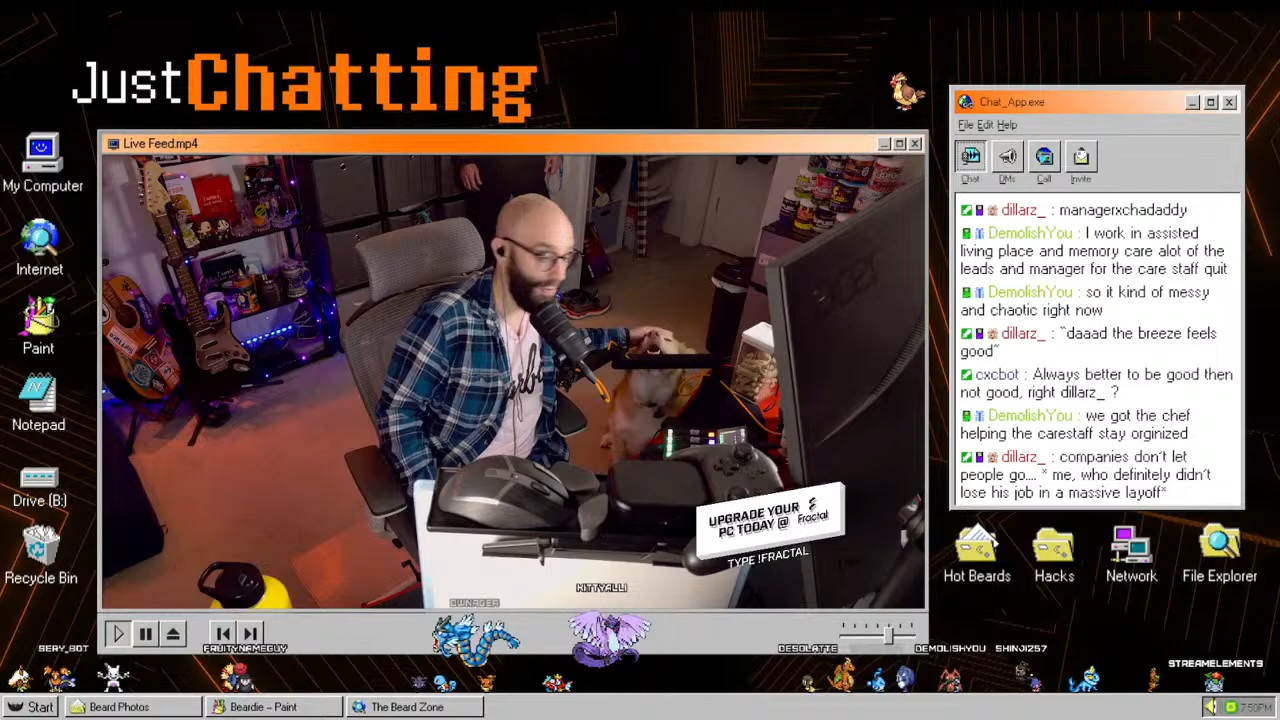 JustChatting
Live Feed.mp4
My Computer
Internet
Paint
Notepad
Drive (B:)
Recycle Bin
Chat_App.exe
File Edit Help
Chat DMs Call Invite
dillarz_ : managerxchadaddy
DemolishYou : I work in assisted
living place and memory care alot of the
leads and manager for the care staff quit
DemolishYou : so it kind of messy
and chaotic right now
dillarz_ : "daaad the breeze feels
good"
cxcbot : Always better to be good then
not good, right dillarz_ ?
DemolishYou : we got the chef
helping the carestaff stay orginized
dillarz_ : companies don't let
people go.... * me, who definitely didn't
lose his job in a massive layoff*
Hot Beards
Hacks
Network
File Explorer
UPGRADE YOUR
PC TODAY @ Fractal
TYPE !FRACTAL
KITTYALLI
OWNAGER
SERY_BOT
FRUITYNAMEGUY
DESOLATTE
DEMOLISHYOU
SHINJI257
STREAMELEMENTS
Start
Beard Photos
Beardie - Paint
The Beard Zone
7:50PM